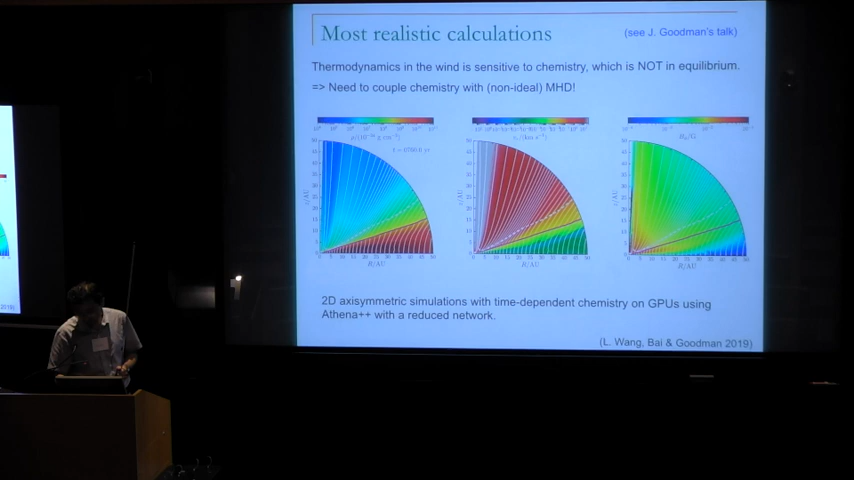 Most realistic calculations
(see J. Goodman's talk)
Thermodynamics in the wind is sensitive to chemistry, which is NOT in equilibrium.
=> Need to couple chemistry with (non-ideal) MHD!
R/AU
R/AU
R/AU
2D axisymmetric simulations with time-dependent chemistry on GPUs using
Athena++ with a reduced network.
(L. Wang, Bai & Goodman 2019)